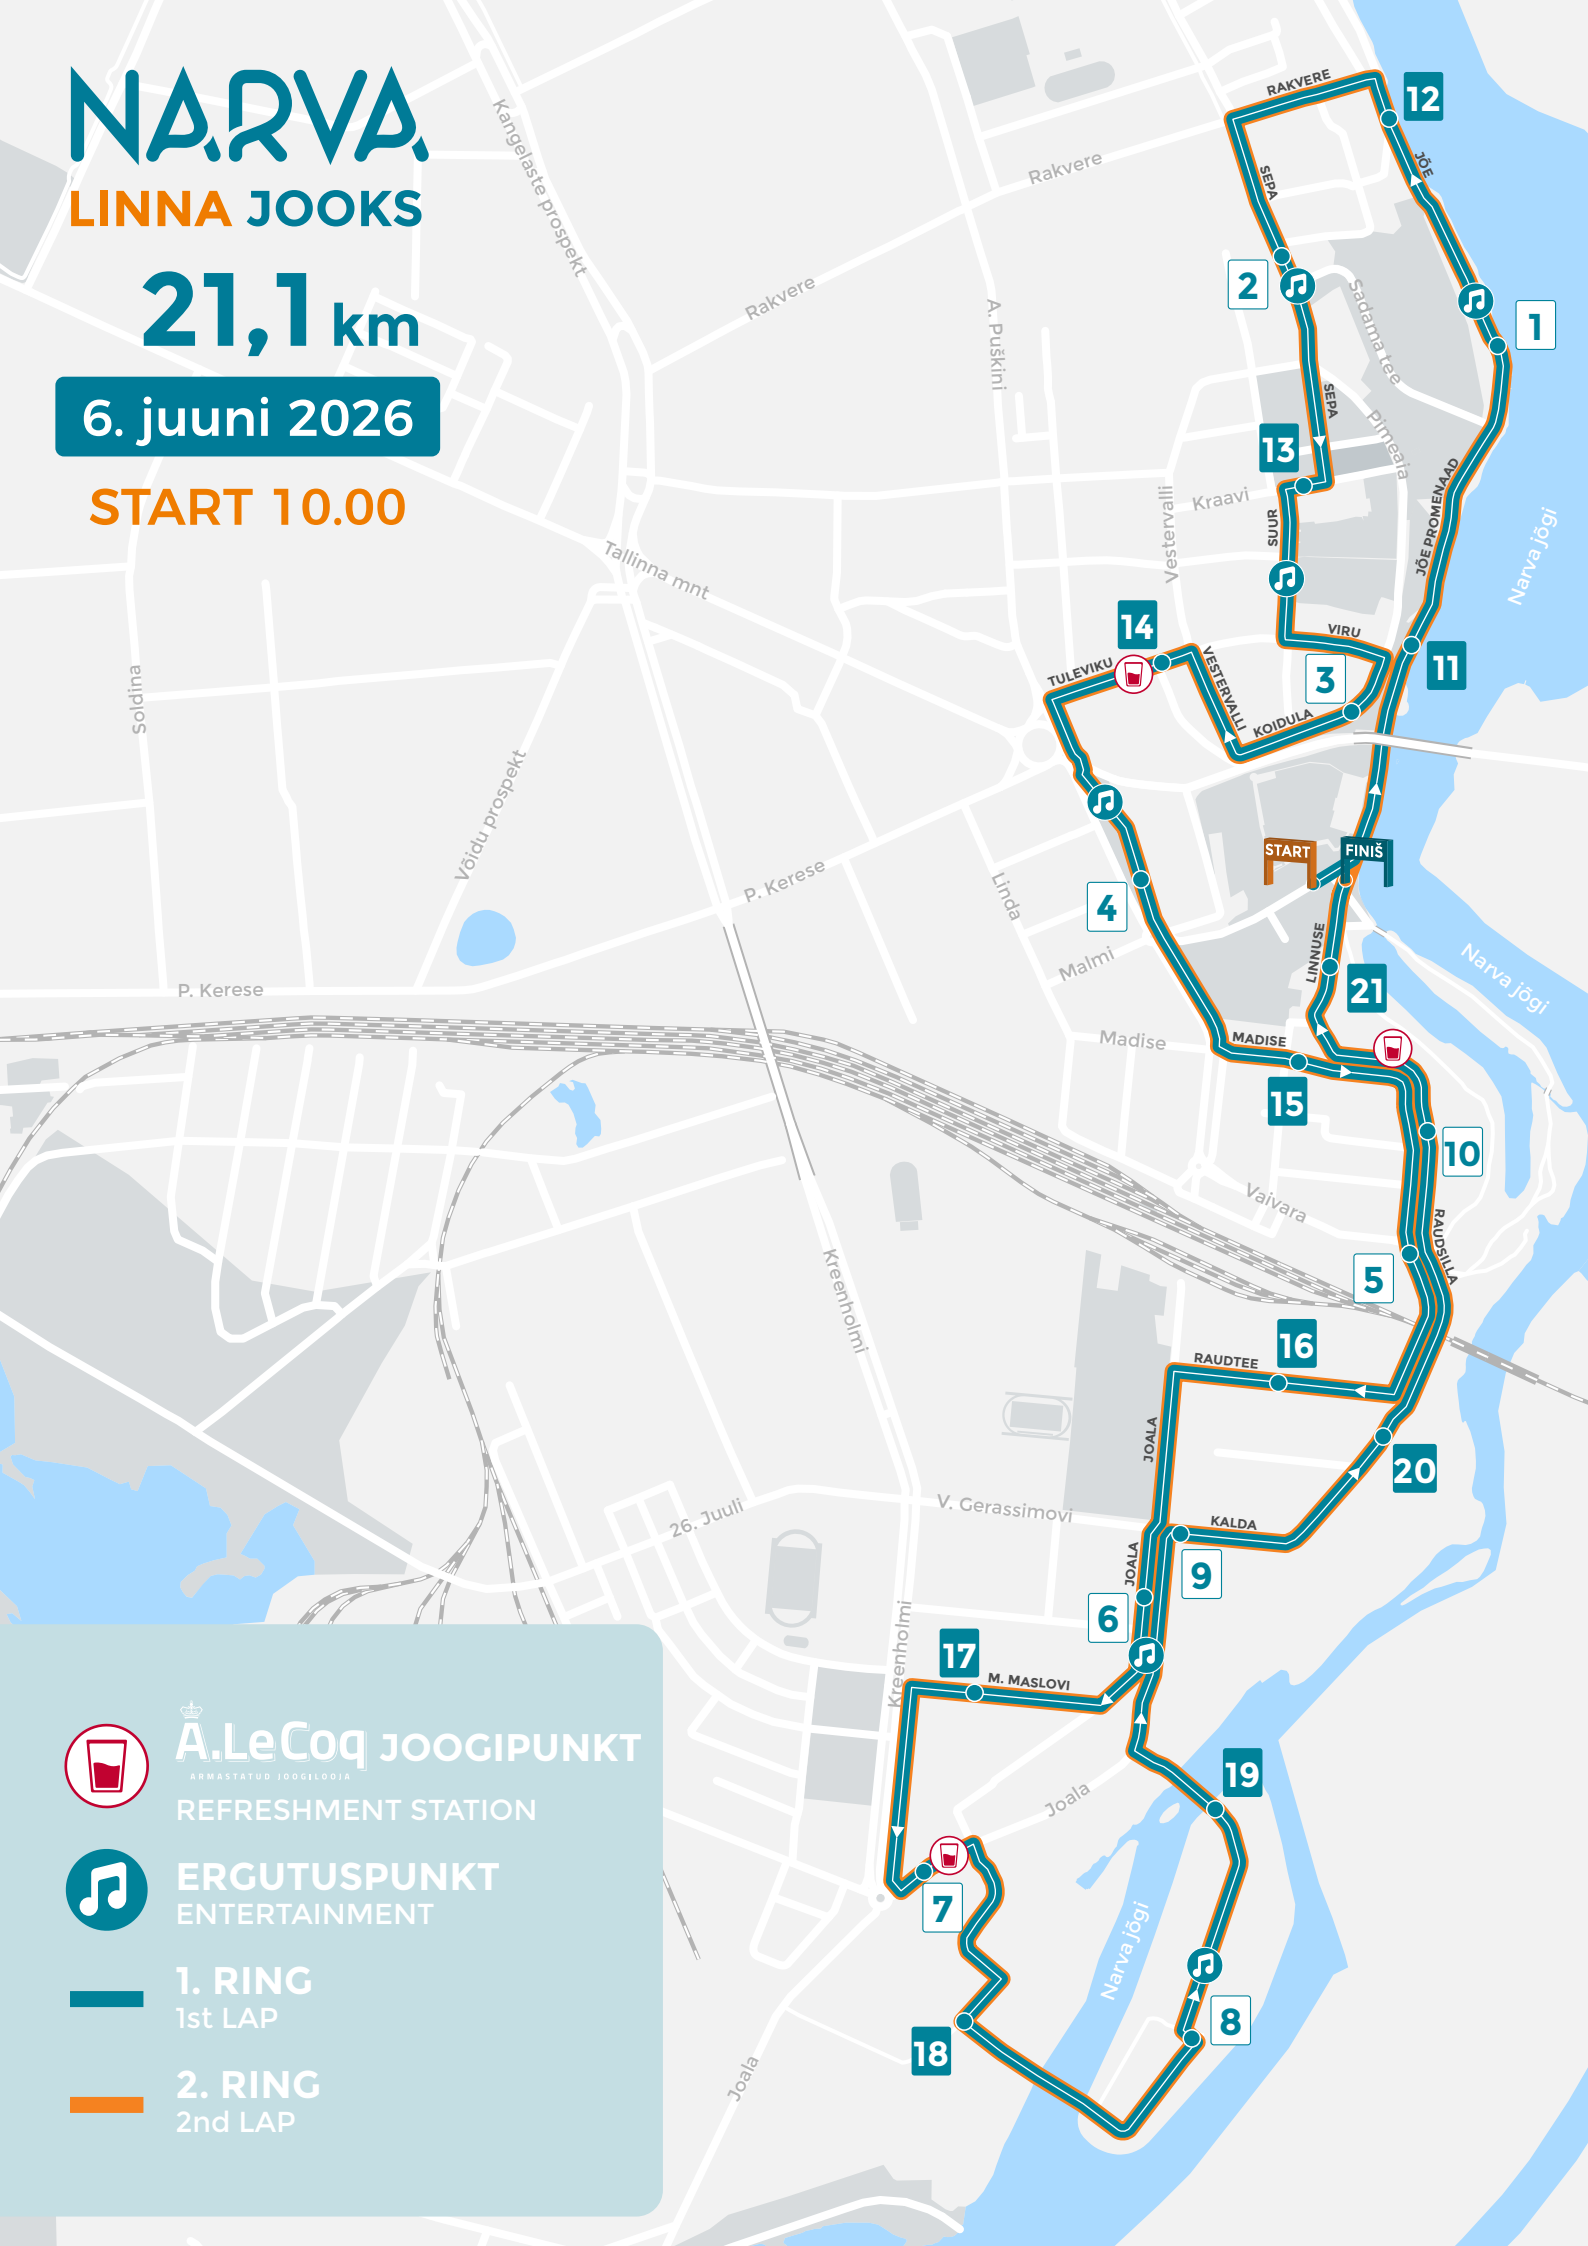 NARVA
LINNA JOOKS
21,1 km
6. juuni 2026
START 10.00
Kangelaste prospekt
Rakvere
Rakvere
A. Puškini
RAKVERE
12
JÕE
SEPA
2
1
Sadama tee
SEPA
Pimeaia
13
Kraavi
Vestervalli
SUUR
JÕE PROMENAAD
Narva jõgi
Tallinna mnt
14
VIRU
3
11
TULEVIKU
VESTERVALLI
KOIDULA
Soldina
Võidu prospekt
START
FINIŠ
P. Kerese
Linda
4
Malmi
LINNUSE
21
Narva jõgi
P. Kerese
Madise
MADISE
15
10
Vaivara
RAUDSILLA
5
Kreenholmi
16
RAUDTEE
JOALA
20
V. Gerassimovi
26. Juuli
KALDA
JOALA
9
6
Kreenholmi
17
M. MASLOVI
19
Joala
7
Narva jõgi
8
18
Joala
A.LeCoq JOOGIPUNKT
ARMASTATUD JOOGILOOJA
REFRESHMENT STATION
ERGUTUSPUNKT
ENTERTAINMENT
1. RING
1st LAP
2. RING
2nd LAP